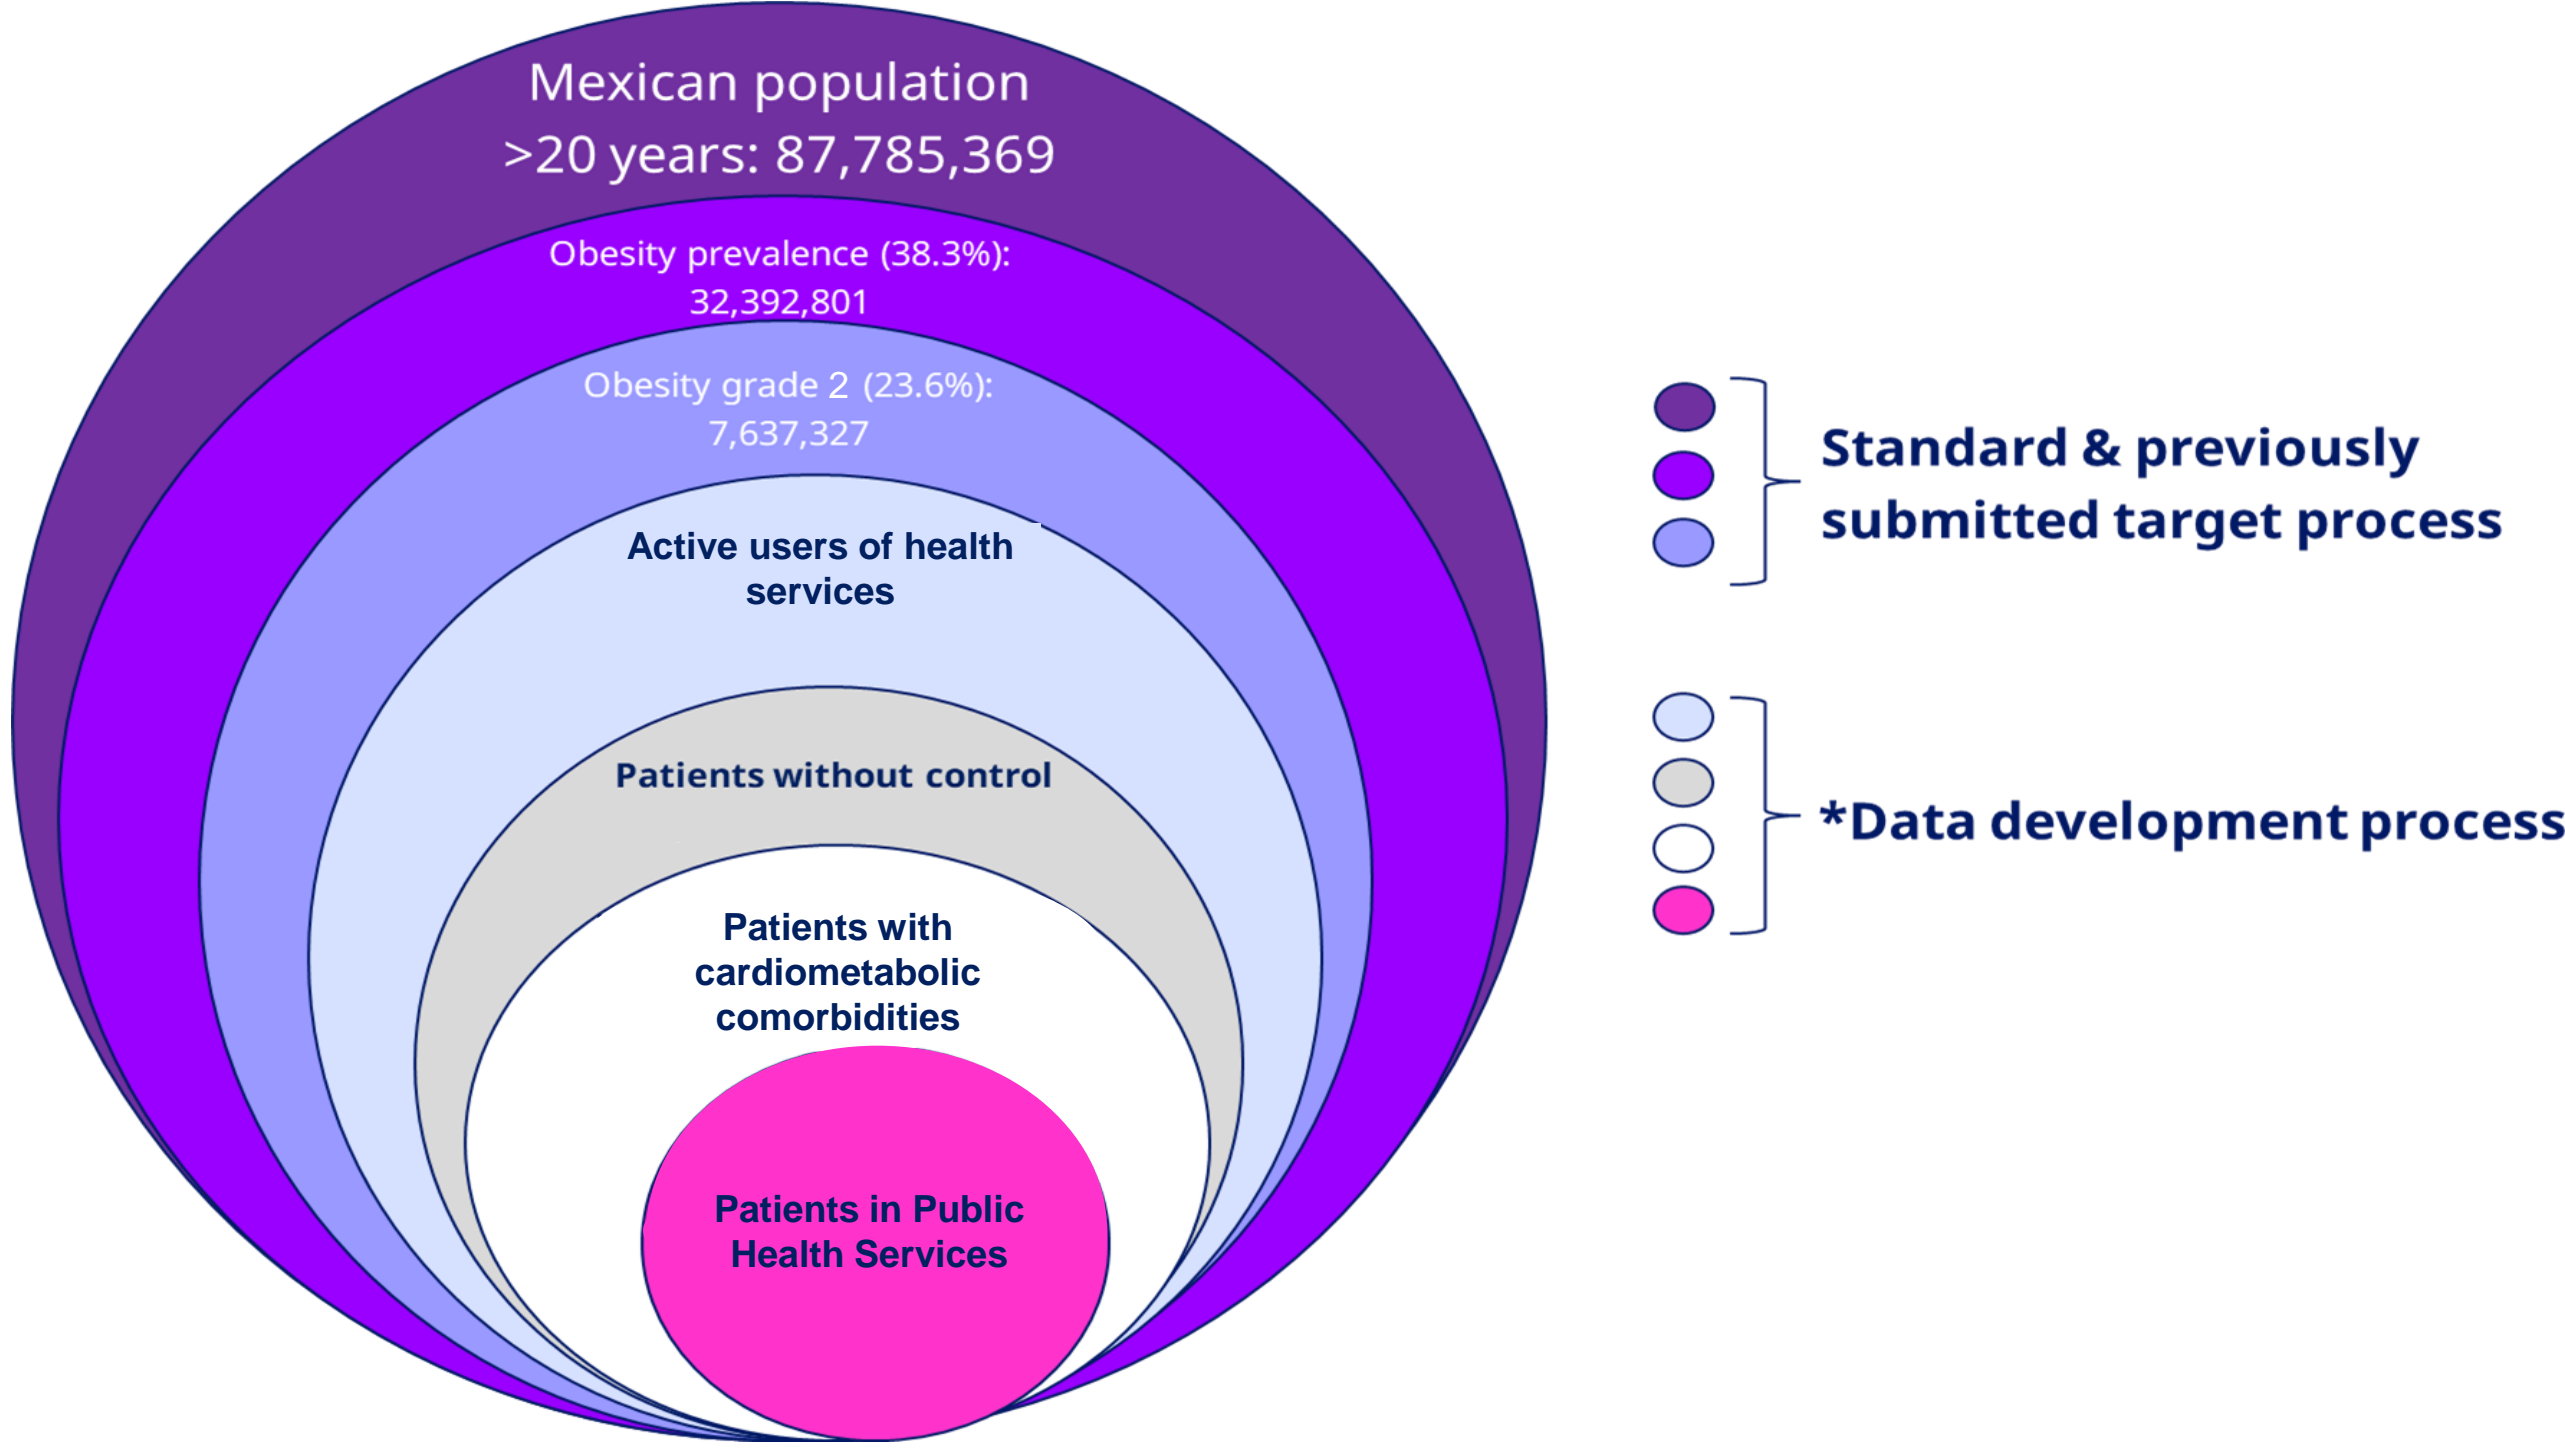 Mexican population
>20 years: 87,785,369
Obesity prevalence (38.3%):
32,392,801
Obesity grade 2 (23.6%):
7,637,327
Active users of health
services
Patients without control
Patients with
cardiometabolic
comorbidities
Patients in Public
Health Services
Standard & previously
submitted target process
*Data development process